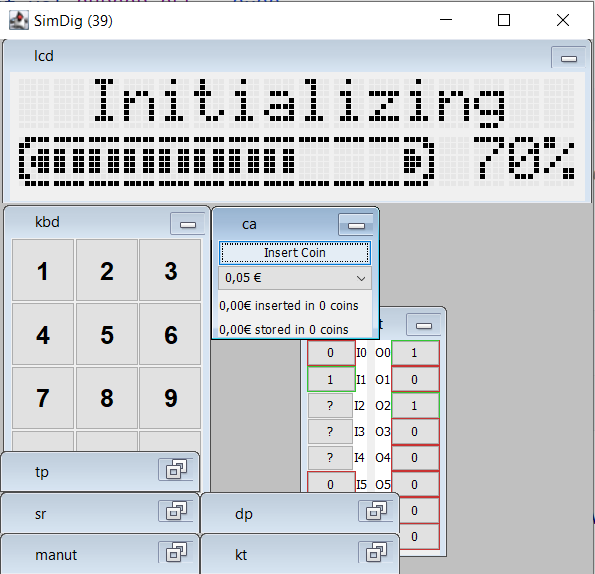 SimDig (39)
lcd
Initializing
70%
kbd
1 2 3
4 5 6
7 8 9
ca
Insert Coin
0,05 €
0,00€ inserted in 0 coins
0,00€ stored in 0 coins
t
0 I0 O0 1
1 I1 O1 0
? I2 O2 1
? I3 O3 0
? I4 O4 0
0 I5 O5 0
0
0
tp
sr
dp
manut
kt